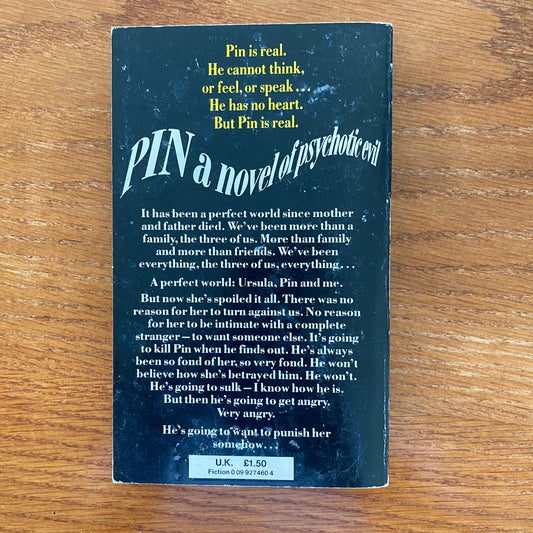 Pin is real.
He cannot think,
or feel, or speak . . .
He has no heart.
But Pin is real.
PIN a novel of psychotic evil
It has been a perfect world since mother
and father died. We've been more than a
family, the three of us. More than family
and more than friends. We've been
everything, the three of us, everything . . .
A perfect world: Ursula, Pin and me.
But now she's spoiled it all. There was no
reason for her to turn against us. No reason
for her to be intimate with a complete
stranger – to want someone else. It's going
to kill Pin when he finds out. He's always
been so fond of her, so very fond. He won't
believe how she's betrayed him. He won't.
He's going to sulk – I know how he is.
But then he's going to get angry.
Very angry.
He's going to want to punish her
somehow. . .
U.K. £1.50
Fiction 0 09 927460 4